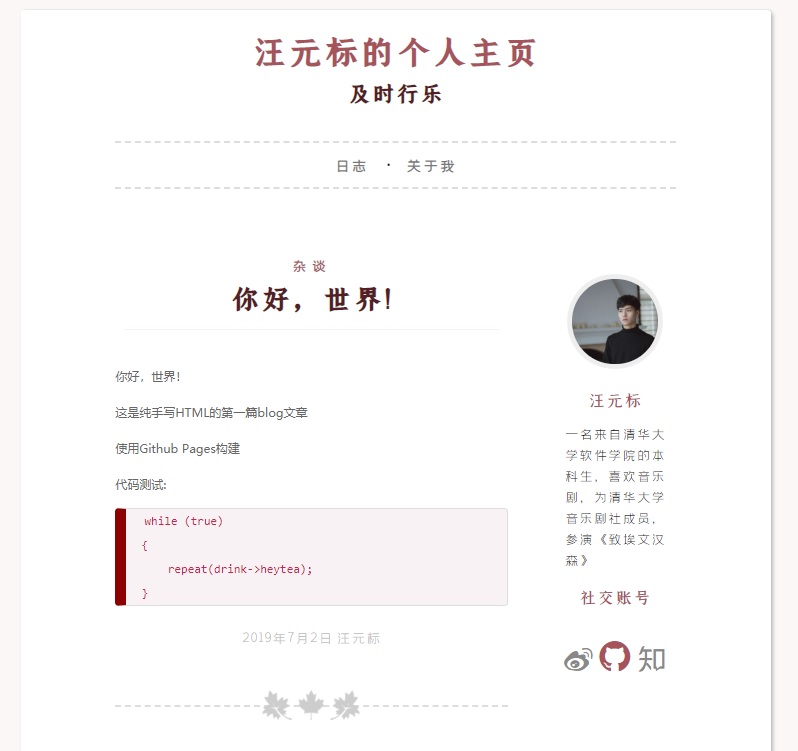 汪元标的个人主页
及时行乐
日志 · 关于我
杂谈
你好，世界！
你好，世界！
这是纯手写HTML的第一篇blog文章
使用Github Pages构建
代码测试:
while (true)
{
repeat(drink->heytea);
}
2019年7月2日 汪元标
汪元标
一名来自清华大
学软件学院的本
科生，喜欢音乐
剧，为清华大学
音乐剧社成员，
参演《致埃文汉
森》
社交账号
知